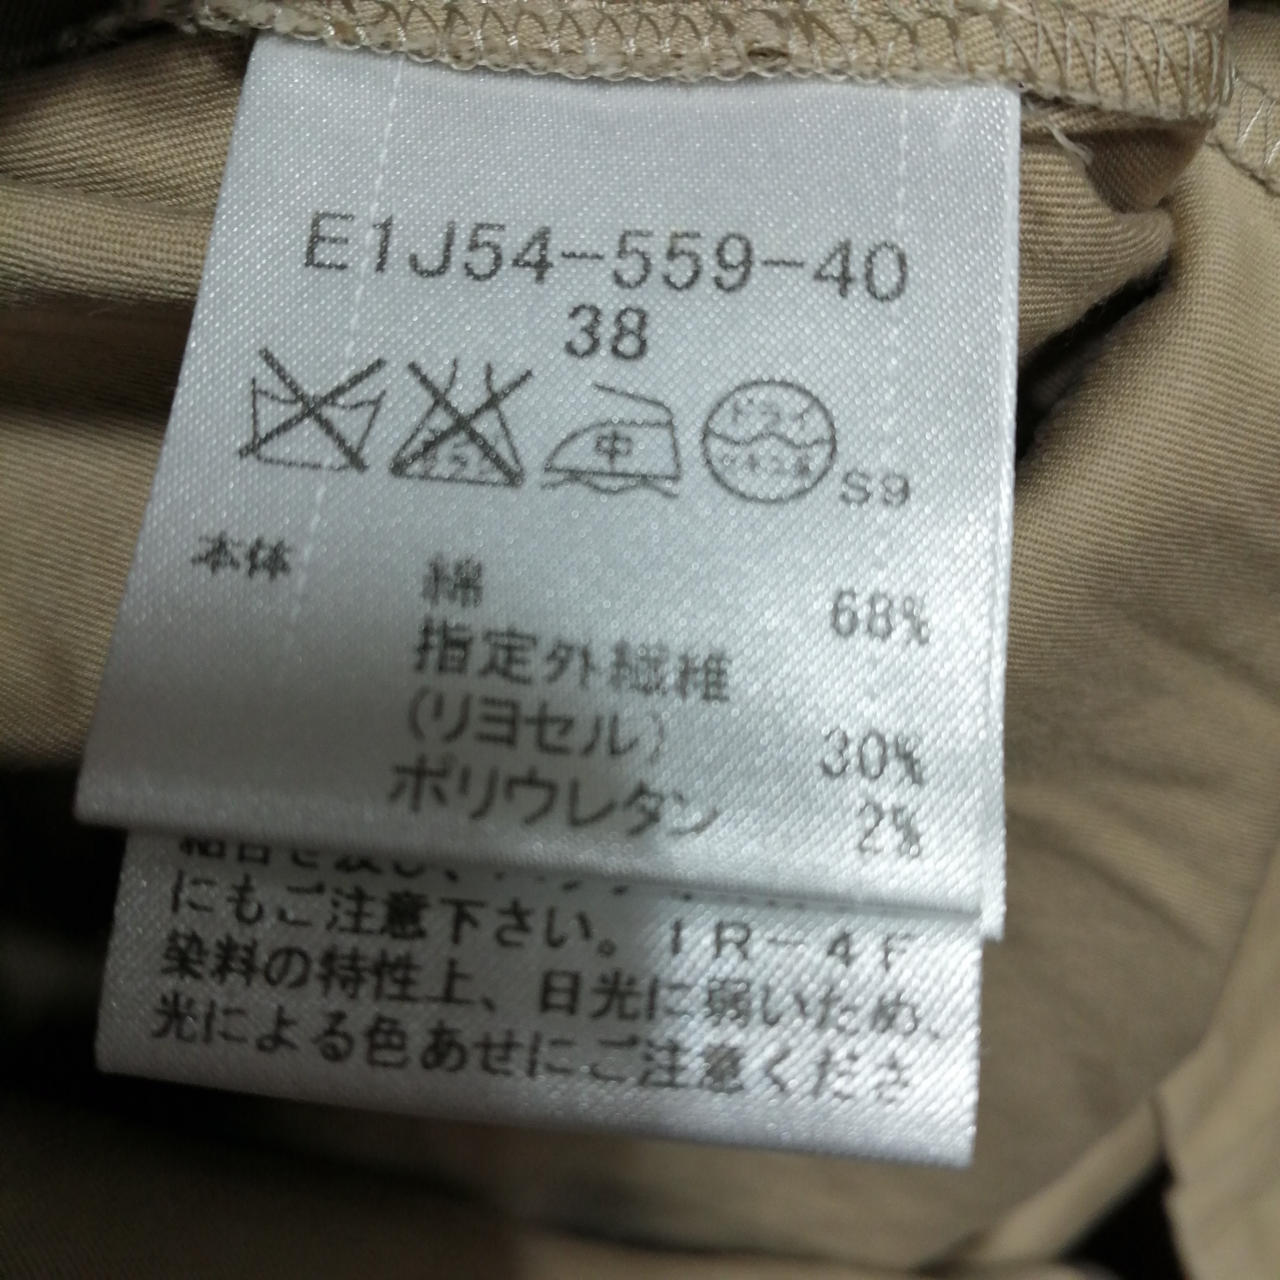 E1J54-559-40
38
中
ドライ
S9
本体
綿 68%
指定外繊維
(リヨセル) 30%
ポリウレタン 2%
にもご注意下さい。IR-4F
染料の特性上、日光に弱いため、
光による色あせにご注意くださ